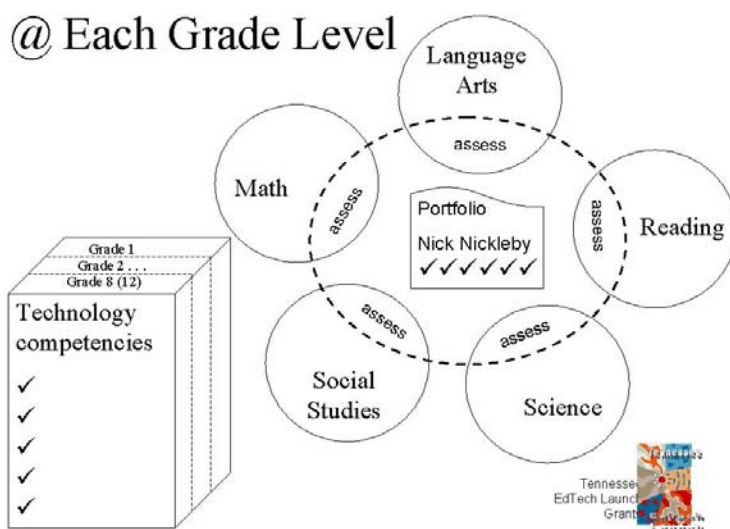 @ Each Grade Level
Language
Arts
assess
Math
assess
Portfolio
Nick Nickleby
✓✓✓✓✓✓
assess
Reading
Grade 1
Grade 2 . . .
Grade 8 (12)
Technology
competencies
✓
✓
✓
✓
✓
assess
Social
Studies
assess
Science
Tennessee
EdTech Launch
Grants